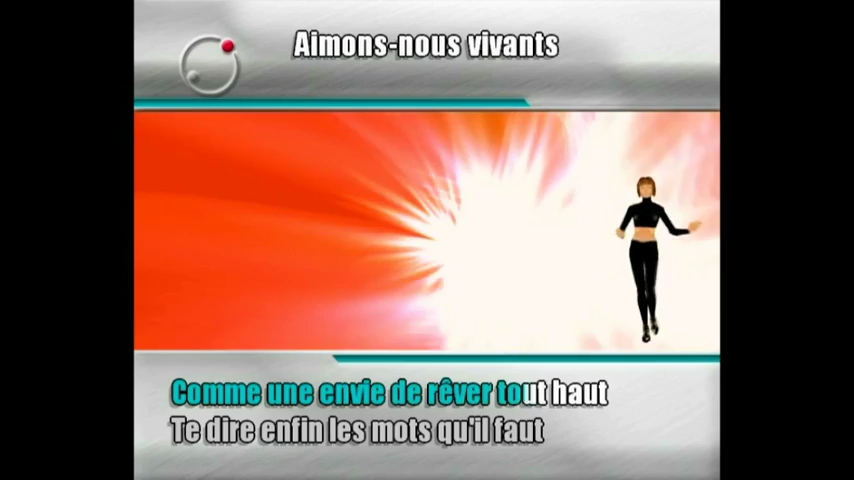 Aimons-nous vivants
Comme une envie de rêver tout haut
Te dire enfin les mots qu'il faut